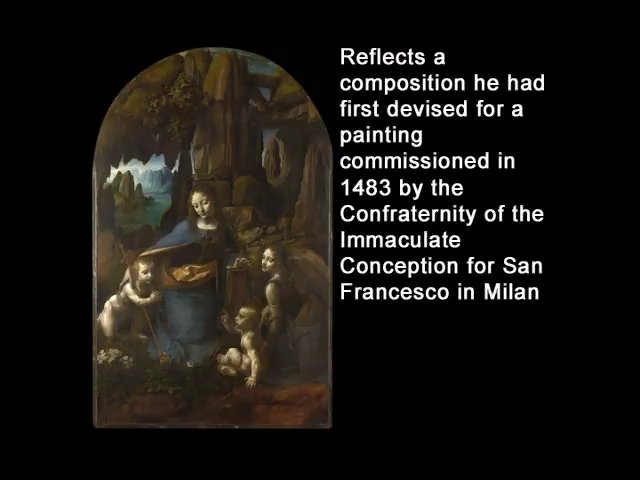 Reflects a
composition he had
first devised for a
painting
commissioned in
1483 by the
Confraternity of the
Immaculate
Conception for San
Francesco in Milan